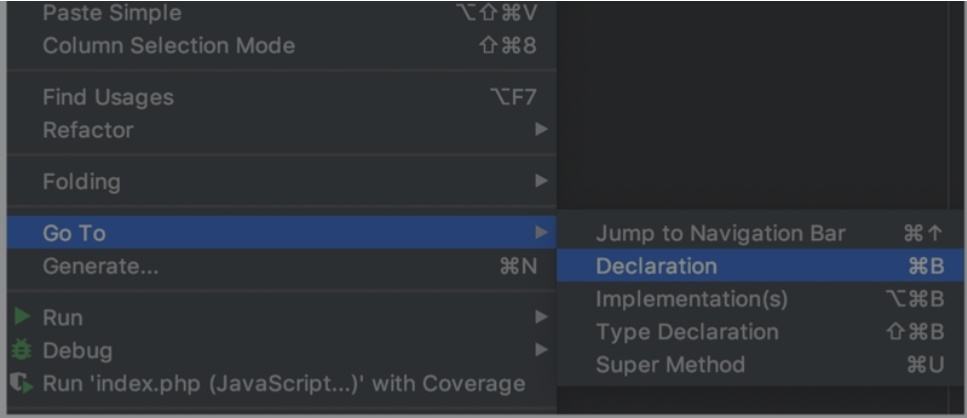 Paste Simple ⌥⇧⌘V
Column Selection Mode ⇧⌘8
Find Usages ⌥F7
Refactor
Folding
Go To
Generate... ⌘N
Run
Debug
Run 'index.php (JavaScript...)' with Coverage
Jump to Navigation Bar ⌘↑
Declaration ⌘B
Implementation(s) ⌥⌘B
Type Declaration ⇧⌘B
Super Method ⌘U